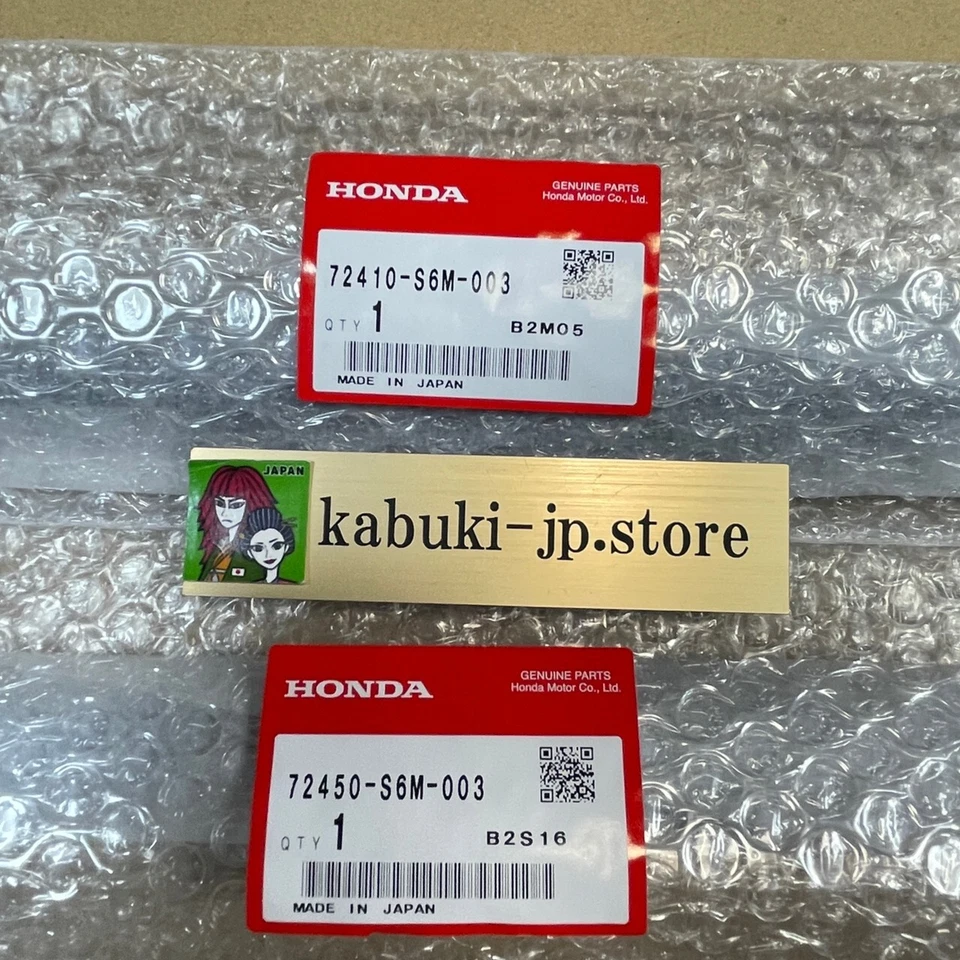 HONDA
GENUINE PARTS
Honda Motor Co., Ltd.
72410-S6M-003
QTY 1 B2M05
MADE IN JAPAN
JAPAN
kabuki-jp.store
HONDA
GENUINE PARTS
Honda Motor Co., Ltd.
72450-S6M-003
QTY 1 B2S16
MADE IN JAPAN